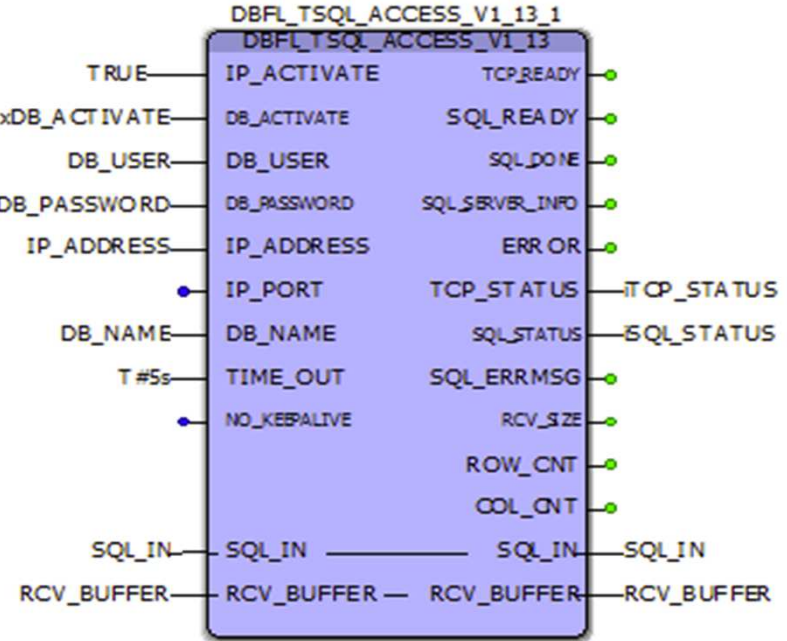 DBFL_TSQL_ACCESS_V1_13_1
DBFL_TSQL_ACCESS_V1_13
TRUE IP_ACTIVATE TCP_READY
xDB_ACTIVATE DB_ACTIVATE SQL_READY
DB_USER DB_USER SQL_DONE
DB_PASSWORD DB_PASSWORD SQL_SERVER_INFO
IP_ADDRESS IP_ADDRESS ERROR
IP_PORT TCP_STATUS iTCP_STATUS
DB_NAME DB_NAME SQL_STATUS iSQL_STATUS
T#5s TIME_OUT SQL_ERRMSG
NO_KEEPALIVE RCV_SIZE
ROW_CNT
COL_CNT
SQL_IN SQL_IN SQL_IN SQL_IN
RCV_BUFFER RCV_BUFFER RCV_BUFFER RCV_BUFFER